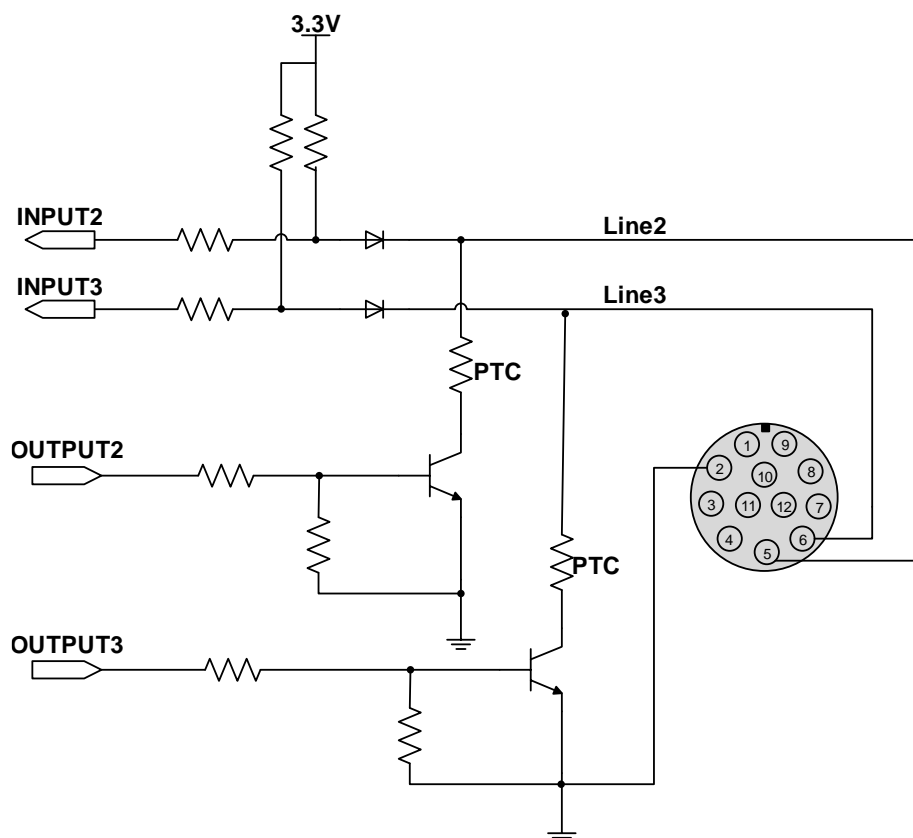 3.3V
INPUT2
Line2
INPUT3
Line3
PTC
OUTPUT2
1
9
2
10
8
3
11
12
7
4
5
6
PTC
OUTPUT3